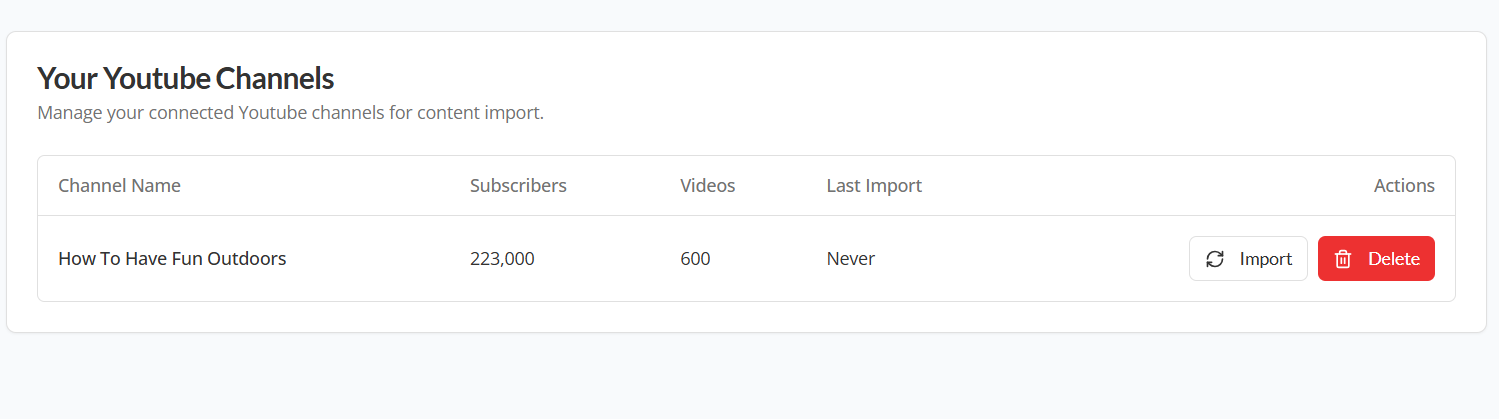 Your Youtube Channels
Manage your connected Youtube channels for content import.
Channel Name Subscribers Videos Last Import Actions
How To Have Fun Outdoors 223,000 600 Never Import Delete